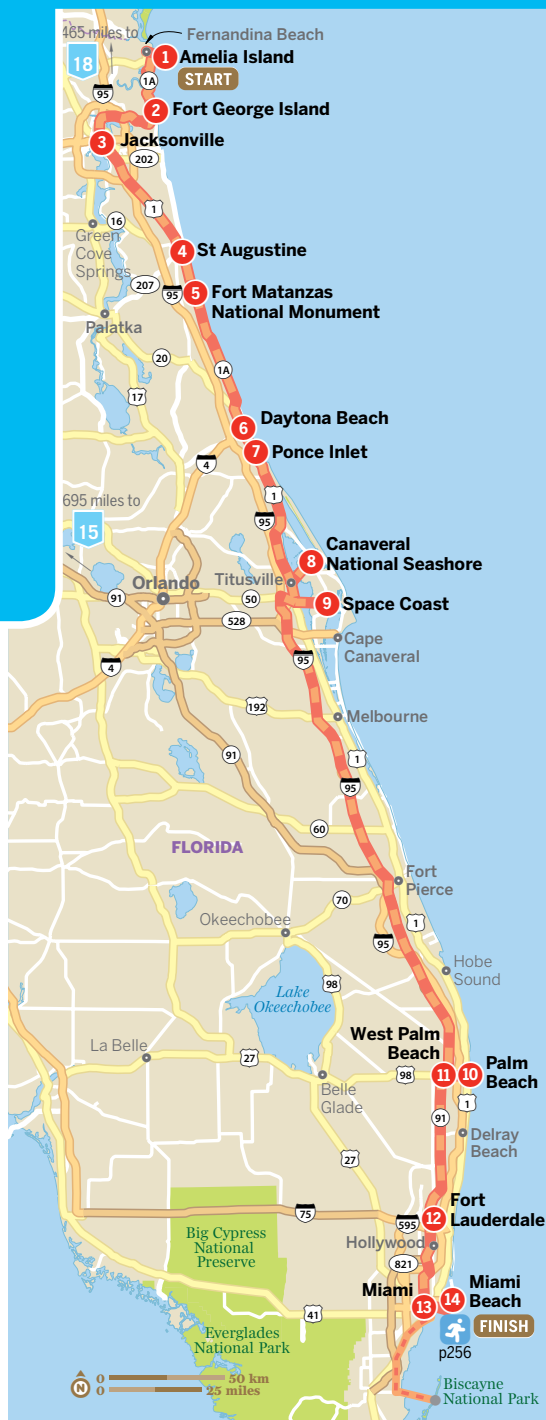 465 miles to
18
Fernandina Beach
1 Amelia Island
START
1A
95
2 Fort George Island
3 Jacksonville
202
1
16
Green
Cove
Springs
4 St Augustine
207
95
5 Fort Matanzas
National Monument
Palatka
20
1A
17
6 Daytona Beach
7 Ponce Inlet
4
1
95
695 miles to
15
8 Canaveral
National Seashore
Titusville
Orlando
91
50
9 Space Coast
528
Cape
Canaveral
4
95
192
Melbourne
91
1
95
60
FLORIDA
Fort
Pierce
70
Okeechobee
1
95
Hobe
Sound
98
Lake
Okeechobee
West Palm
Beach
La Belle
27
98
11
10
Palm
Beach
Belle
Glade
91
1
Delray
Beach
27
Fort
Lauderdale
75
595
12
Big Cypress
National
Preserve
Hollywood
821
Miami
13
14
Miami
Beach
41
FINISH
p256
Everglades
National Park
Biscayne
National Park
N
0 50 km
0 25 miles